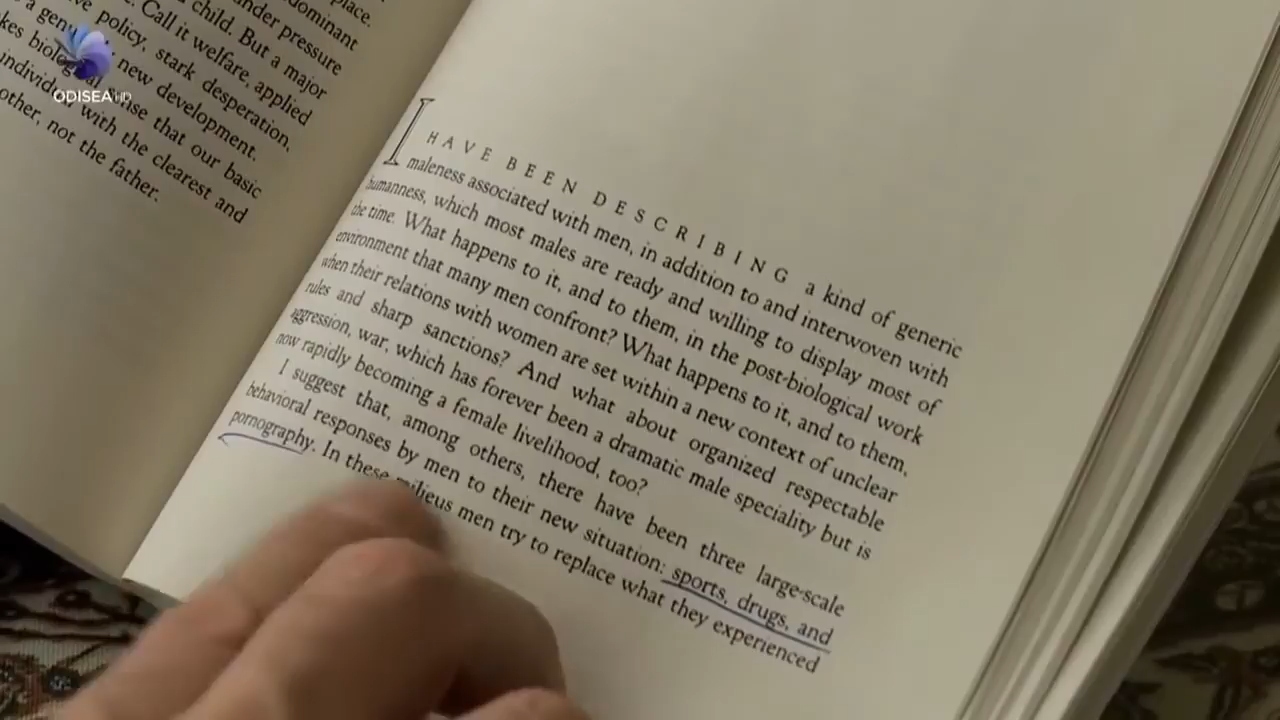 place.
dominant
under pressure
child. But a major
Call it welfare, applied
policy, stark desperation,
a new development.
biological sense that our basic
with the clearest and
other, not the father.
ODISEA HD
I HAVE BEEN DESCRIBING a kind of generic
maleness associated with men, in addition to and interwoven with
humanness, which most males are ready and willing to display most of
the time. What happens to it, and to them, in the post-biological work
environment that many men confront? What happens to it, and to them,
when their relations with women are set within a new context of unclear
rules and sharp sanctions? And what about organized respectable
aggression, war, which has forever been a dramatic male speciality but is
now rapidly becoming a female livelihood, too?
I suggest that, among others, there have been three large-scale
behavioral responses by men to their new situation: sports, drugs, and
pornography. In these milieus men try to replace what they experienced